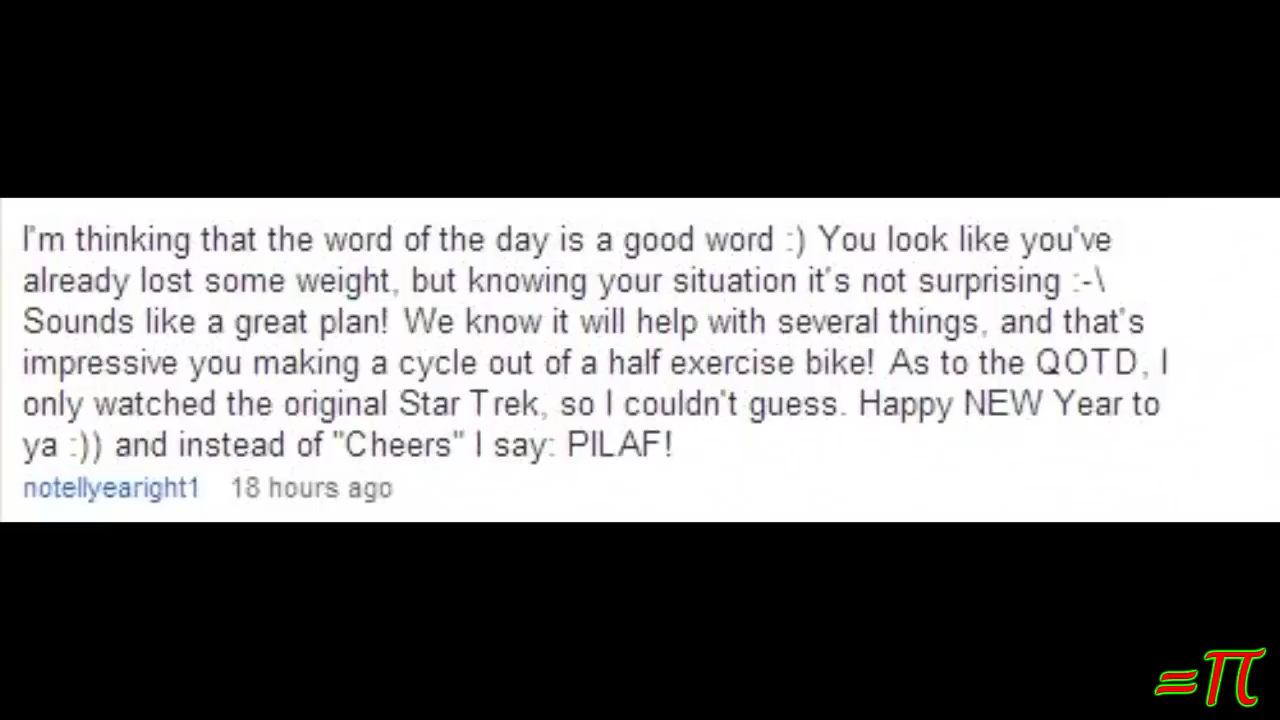 I'm thinking that the word of the day is a good word :) You look like you've
already lost some weight, but knowing your situation it's not surprising :-\
Sounds like a great plan! We know it will help with several things, and that's
impressive you making a cycle out of a half exercise bike! As to the QOTD, I
only watched the original Star Trek, so I couldn't guess. Happy NEW Year to
ya :)) and instead of "Cheers" I say: PILAF!
notellyearight1 18 hours ago
=π